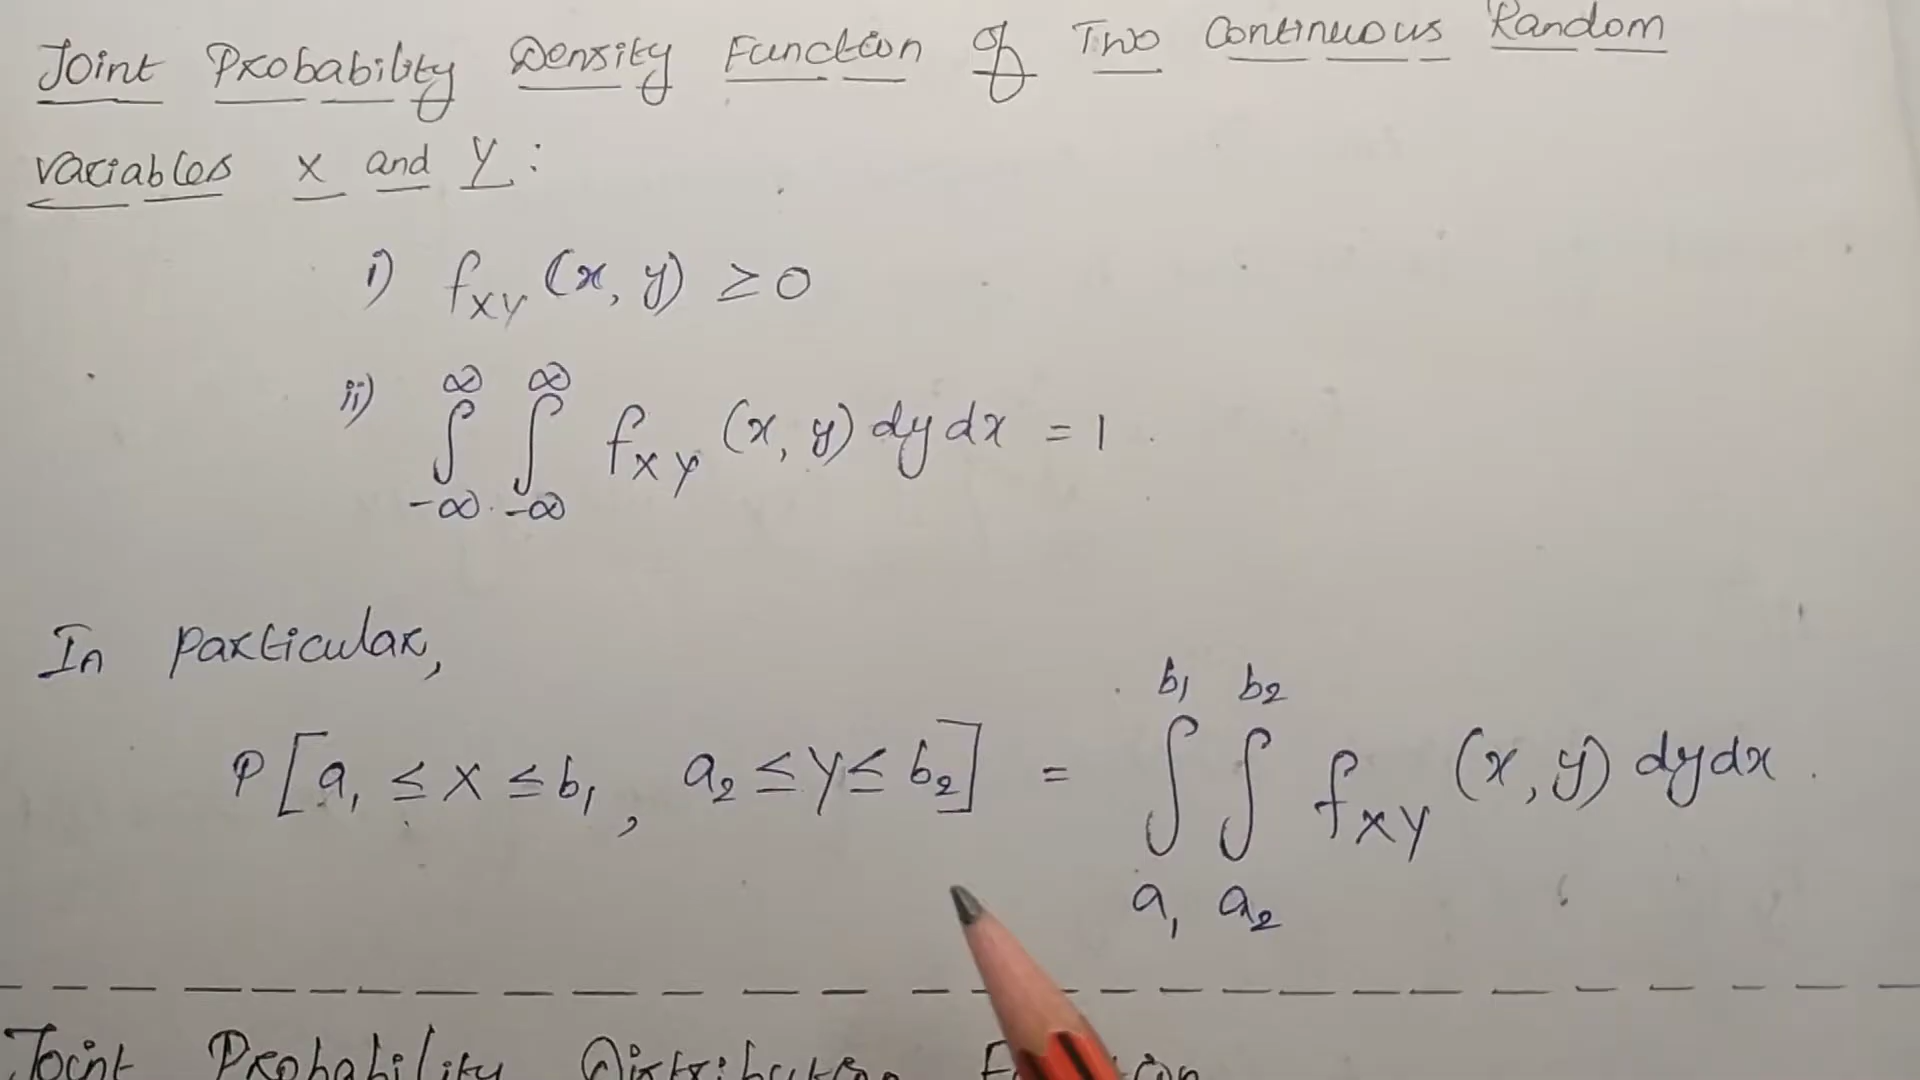 Joint Probability Density Function of Two Continuous Random
Variables X and Y :
i) f_XY (x, y) ≥ 0
ii) ∫_{-∞}^{∞} ∫_{-∞}^{∞} f_XY (x, y) dy dx = 1.
In Particular,
P[a₁ ≤ X ≤ b₁, a₂ ≤ Y ≤ b₂] = ∫_{a₁}^{b₁} ∫_{a₂}^{b₂} f_XY (x, y) dy dx.
Joint Probability Distribution